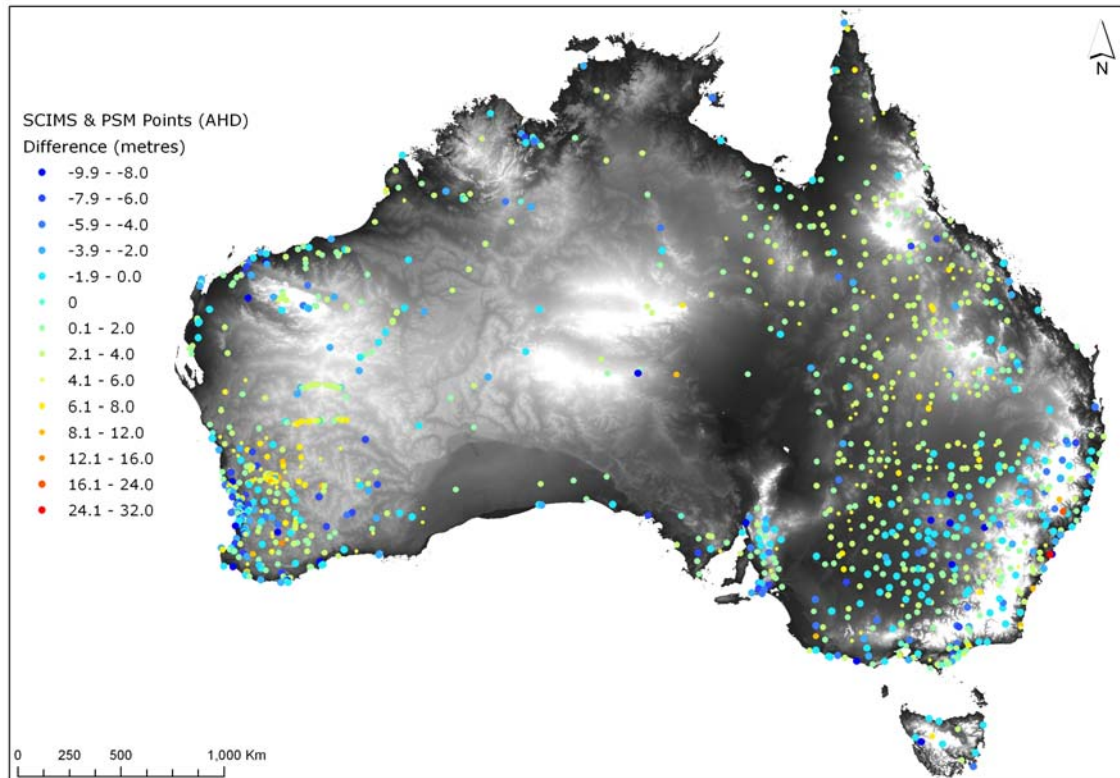 N
SCIMS & PSM Points (AHD)
Difference (metres)
-9.9 - -8.0
-7.9 - -6.0
-5.9 - -4.0
-3.9 - -2.0
-1.9 - 0.0
0
0.1 - 2.0
2.1 - 4.0
4.1 - 6.0
6.1 - 8.0
8.1 - 12.0
12.1 - 16.0
16.1 - 24.0
24.1 - 32.0
0 250 500 1,000 Km